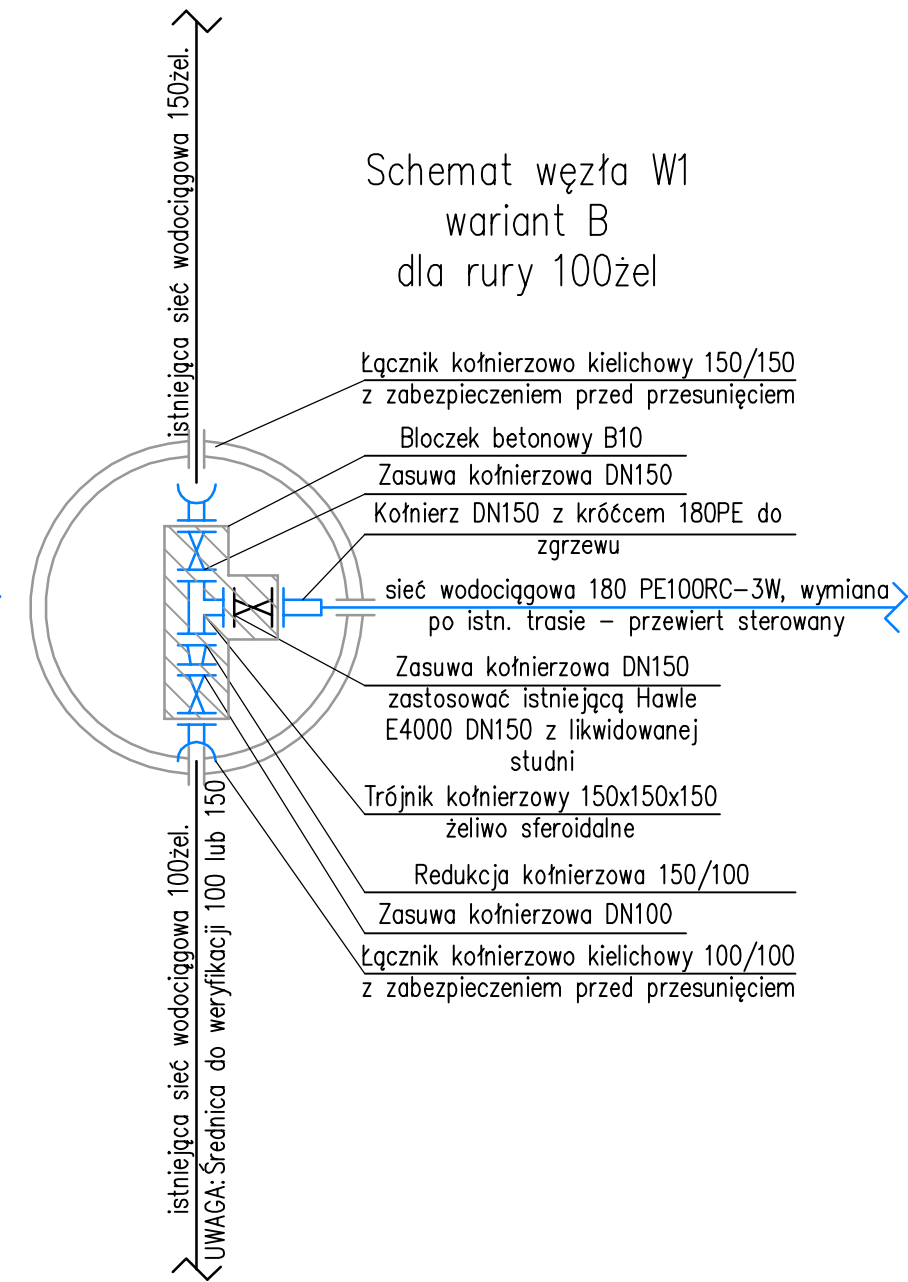 istniejąca sieć wodociągowa 150żel.
Schemat węzła W1
wariant B
dla rury 100żel
Łącznik kołnierzowo kielichowy 150/150
z zabezpieczeniem przed przesunięciem
Bloczek betonowy B10
Zasuwa kołnierzowa DN150
Kołnierz DN150 z króćcem 180PE do
zgrzewu
sieć wodociągowa 180 PE100RC-3W, wymiana
po istn. trasie - przewiert sterowany
Zasuwa kołnierzowa DN150
zastosować istniejącą Hawle
E4000 DN150 z likwidowanej
studni
Trójnik kołnierzowy 150x150x150
żeliwo sferoidalne
Redukcja kołnierzowa 150/100
Zasuwa kołnierzowa DN100
Łącznik kołnierzowo kielichowy 100/100
z zabezpieczeniem przed przesunięciem
istniejąca sieć wodociągowa 100żel.
UWAGA: Średnica do weryfikacji 100 lub 150